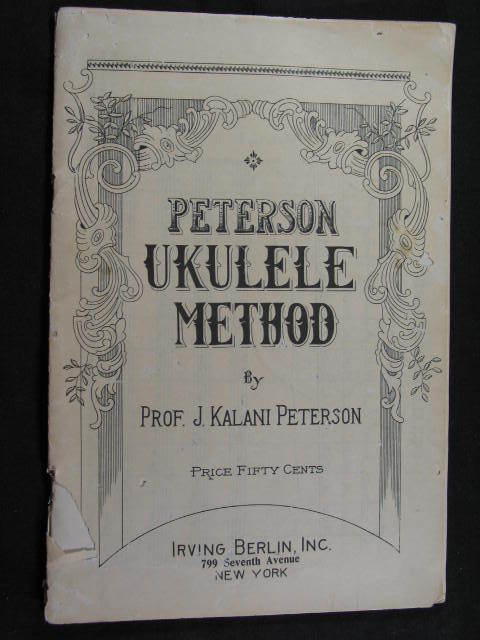 PETERSON
UKULELE
METHOD
BY
PROF. J. KALANI PETERSON
PRICE FIFTY CENTS
IRVING BERLIN, INC.
799 Seventh Avenue
NEW YORK